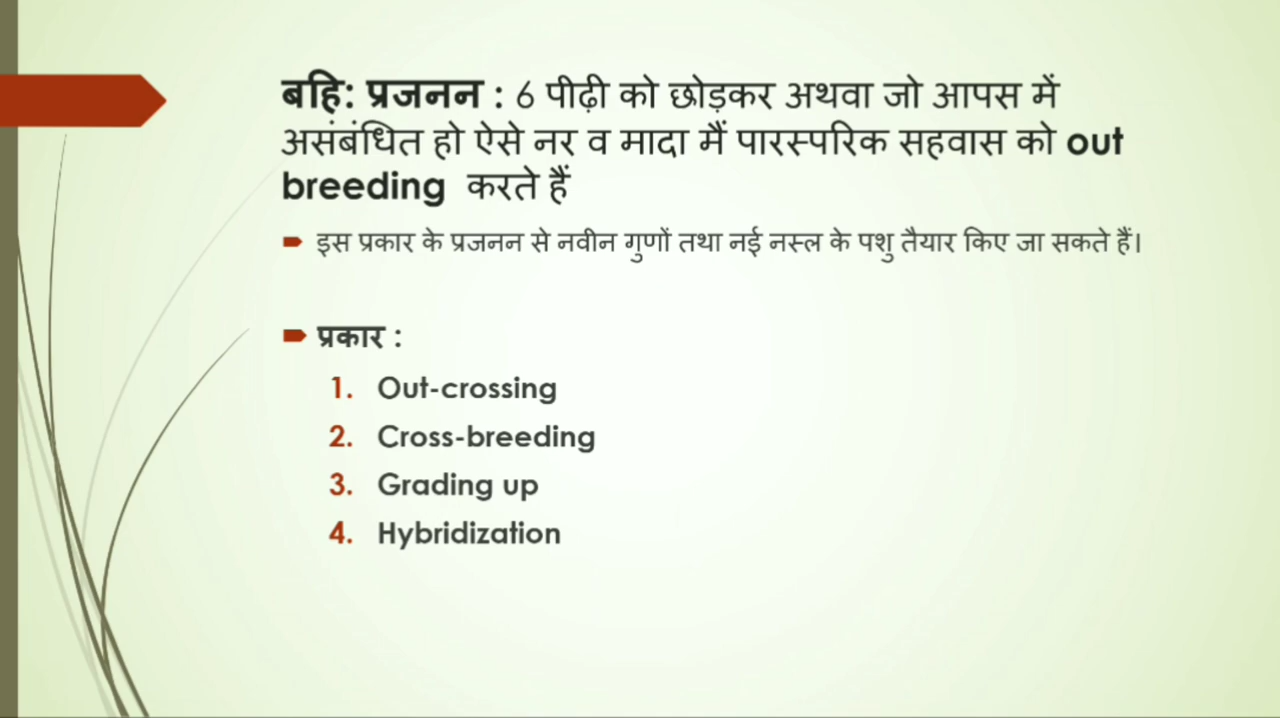 बहि: प्रजनन : 6 पीढ़ी को छोड़कर अथवा जो आपस में
असंबंधित हो ऐसे नर व मादा मैं पारस्परिक सहवास को out
breeding करते हैं
इस प्रकार के प्रजनन से नवीन गुणों तथा नई नस्ल के पशु तैयार किए जा सकते हैं।
प्रकार :
1. Out-crossing
2. Cross-breeding
3. Grading up
4. Hybridization